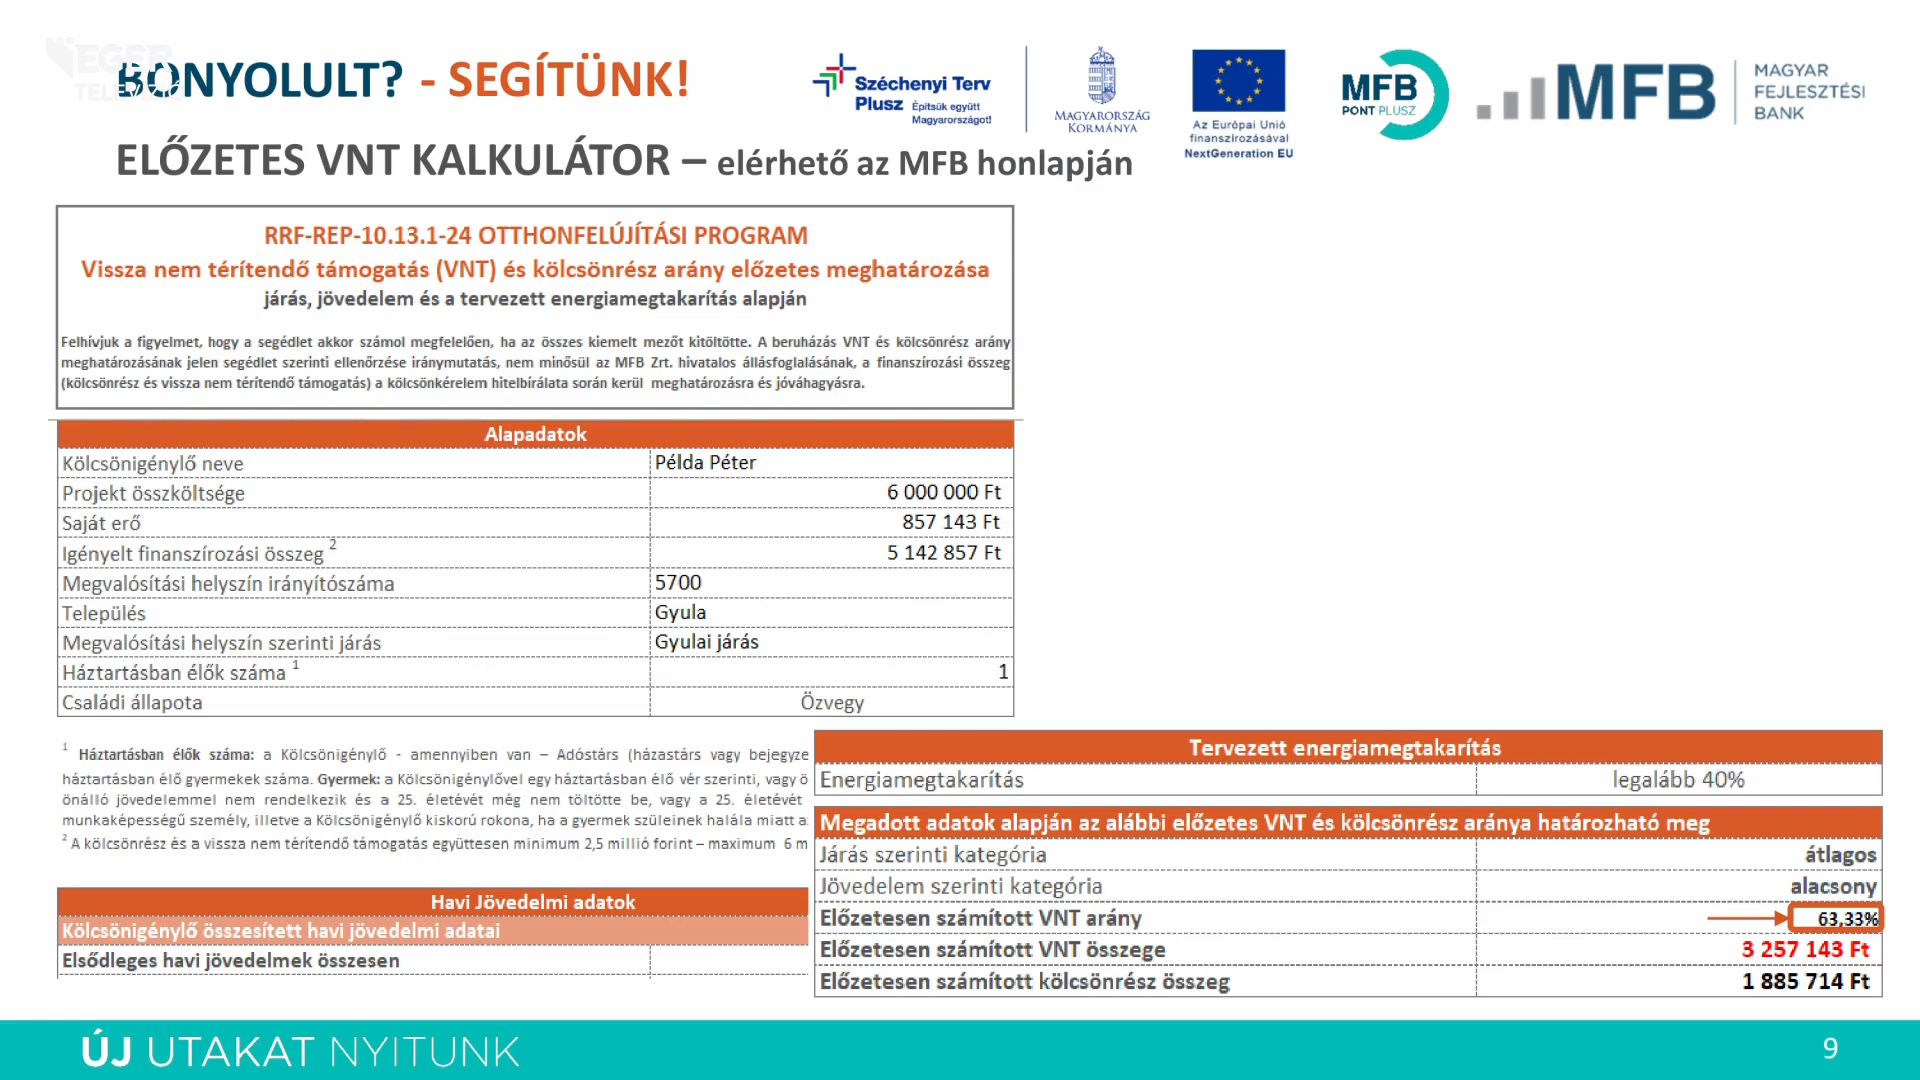 EGER
TELEVÍZIÓ
BONYOLULT? - SEGÍTÜNK!
Széchenyi Terv
Plusz Építsük együtt
Magyarországot!
MAGYARORSZÁG
KORMÁNYA
Az Európai Unió
finanszírozásával
NextGeneration EU
MFB
PONT PLUSZ
MFB
MAGYAR
FEJLESZTÉSI
BANK
ELŐZETES VNT KALKULÁTOR – elérhető az MFB honlapján
RRF-REP-10.13.1-24 OTTHONFELÚJÍTÁSI PROGRAM
Vissza nem térítendő támogatás (VNT) és kölcsönrész arány előzetes meghatározása
járás, jövedelem és a tervezett energiamegtakarítás alapján
Felhívjuk a figyelmet, hogy a segédlet akkor számol megfelelően, ha az összes kiemelt mezőt kitöltötte. A beruházás VNT és kölcsönrész arány
meghatározásának jelen segédlet szerinti ellenőrzése iránymutatás, nem minősül az MFB Zrt. hivatalos állásfoglalásának, a finanszírozási összeg
(kölcsönrész és vissza nem térítendő támogatás) a kölcsönkérelem hitelbírálata során kerül meghatározásra és jóváhagyásra.
Alapadatok
Kölcsönigénylő neve Példa Péter
Projekt összköltsége 6 000 000 Ft
Saját erő 857 143 Ft
Igényelt finanszírozási összeg 2 5 142 857 Ft
Megvalósítási helyszín irányítószáma 5700
Település Gyula
Megvalósítási helyszín szerinti járás Gyulai járás
Háztartásban élők száma 1 1
Családi állapota Özvegy
1 Háztartásban élők száma: a Kölcsönigénylő - amennyiben van – Adóstárs (házastárs vagy bejegyze
háztartásban élő gyermekek száma. Gyermek: a Kölcsönigénylővel egy háztartásban élő vér szerinti, vagy ö
önálló jövedelemmel nem rendelkezik és a 25. életévét még nem töltötte be, vagy a 25. életévét
munkaképességű személy, illetve a Kölcsönigénylő kiskorú rokona, ha a gyermek szüleinek halála miatt a
2 A kölcsönrész és a vissza nem térítendő támogatás együttesen minimum 2,5 millió forint – maximum 6 m
Havi Jövedelmi adatok
Kölcsönigénylő összesített havi jövedelmi adatai
Elsődleges havi jövedelmek összesen
Tervezett energiamegtakarítás
Energiamegtakarítás legalább 40%
Megadott adatok alapján az alábbi előzetes VNT és kölcsönrész aránya határozható meg
Járás szerinti kategória átlagos
Jövedelem szerinti kategória alacsony
Előzetesen számított VNT arány 63,33%
Előzetesen számított VNT összege 3 257 143 Ft
Előzetesen számított kölcsönrész összeg 1 885 714 Ft
ÚJ UTAKAT NYITUNK
9